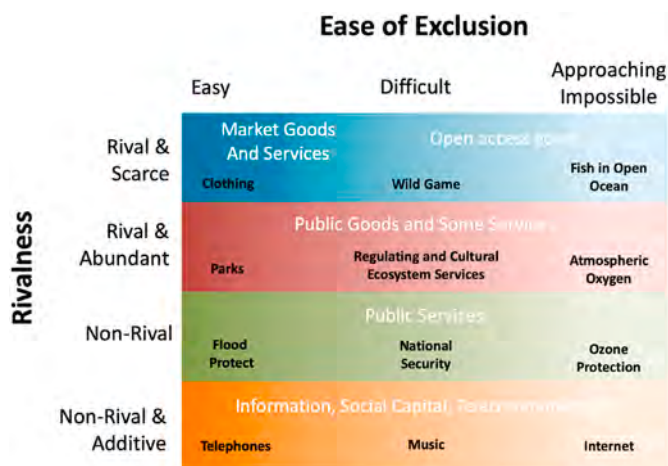 Ease of Exclusion
Easy
Difficult
Approaching
Impossible
Rivalness
Rival &
Scarce
Market Goods
And Services
Open access
Clothing
Wild Game
Fish in Open
Ocean
Rival &
Abundant
Public Goods and Some Services
Parks
Regulating and Cultural
Ecosystem Services
Atmospheric
Oxygen
Non-Rival
Public Services
Flood
Protect
National
Security
Ozone
Protection
Non-Rival &
Additive
Information, Social Capital,
Telephones
Music
Internet